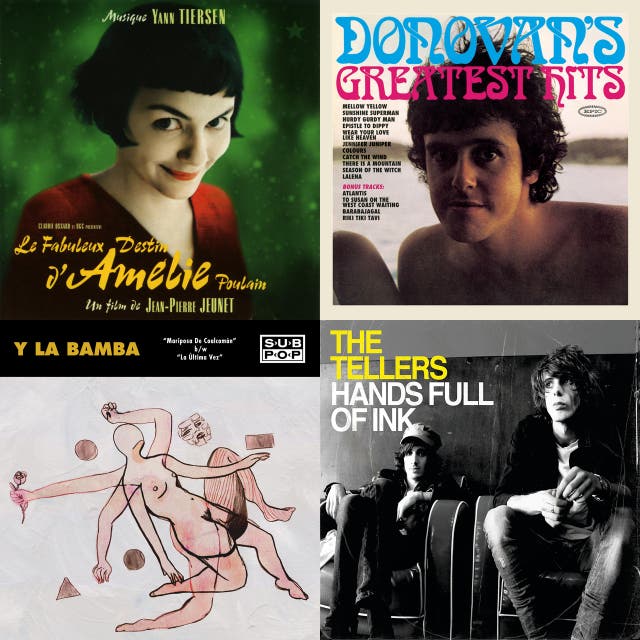 Musique YANN TIERSEN
CLAUDIE OSSARD et UGC PRESENTENT
Le Fabuleux Destin
d'Amélie Poulain
Un film de JEAN-PIERRE JEUNET
DONOVAN'S
GREATEST HITS
EPIC
MELLOW YELLOW
SUNSHINE SUPERMAN
HURDY GURDY MAN
EPISTLE TO DIPPY
WEAR YOUR LOVE
LIKE HEAVEN
JENNIFER JUNIPER
COLOURS
CATCH THE WIND
THERE IS A MOUNTAIN
SEASON OF THE WITCH
LALENA
BONUS TRACKS:
ATLANTIS
TO SUSAN ON THE
WEST COAST WAITING
BARABAJAGAL
RIKI TIKI TAVI
Y LA BAMBA
"Mariposa De Coalcomán"
b/w
"La Última Vez"
SUB
POP
THE
TELLERS
HANDS FULL
OF INK